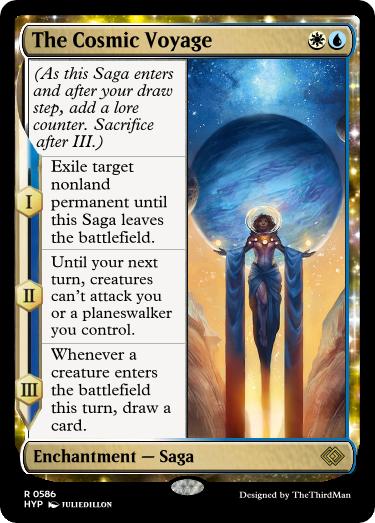 The Cosmic Voyage
(As this Saga enters
and after your draw
step, add a lore
counter. Sacrifice
after III.)
I
Exile target
nonland
permanent until
this Saga leaves
the battlefield.
II
Until your next
turn, creatures
can't attack you
or a planeswalker
you control.
III
Whenever a
creature enters
the battlefield
this turn, draw a
card.
Enchantment — Saga
R 0586
HYP JULIEDILLON
Designed by TheThirdMan